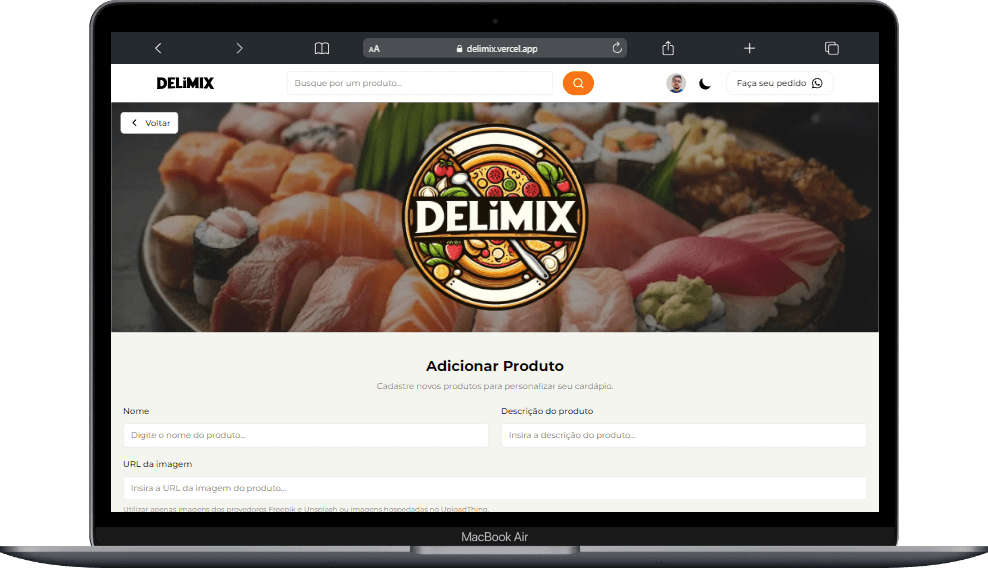 AA
delimix.vercel.app
DELiMIX
Busque por um produto...
Faça seu pedido
Voltar
DELiMIX
Adicionar Produto
Cadastre novos produtos para personalizar seu cardápio.
Nome
Descrição do produto
Digite o nome do produto...
Insira a descrição do produto...
URL da imagem
Insira a URL da imagem do produto...
Utilizar apenas imagens dos provedores Freepik e Unsplash ou imagens hospedadas no UploadThing.
MacBook Air